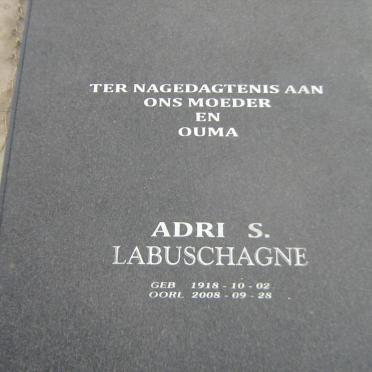 TER NAGEDAGTENIS AAN
ONS MOEDER
EN
OUMA
ADRI S.
LABUSCHAGNE
GEB 1918 - 10 - 02
OORL 2008 - 09 - 28